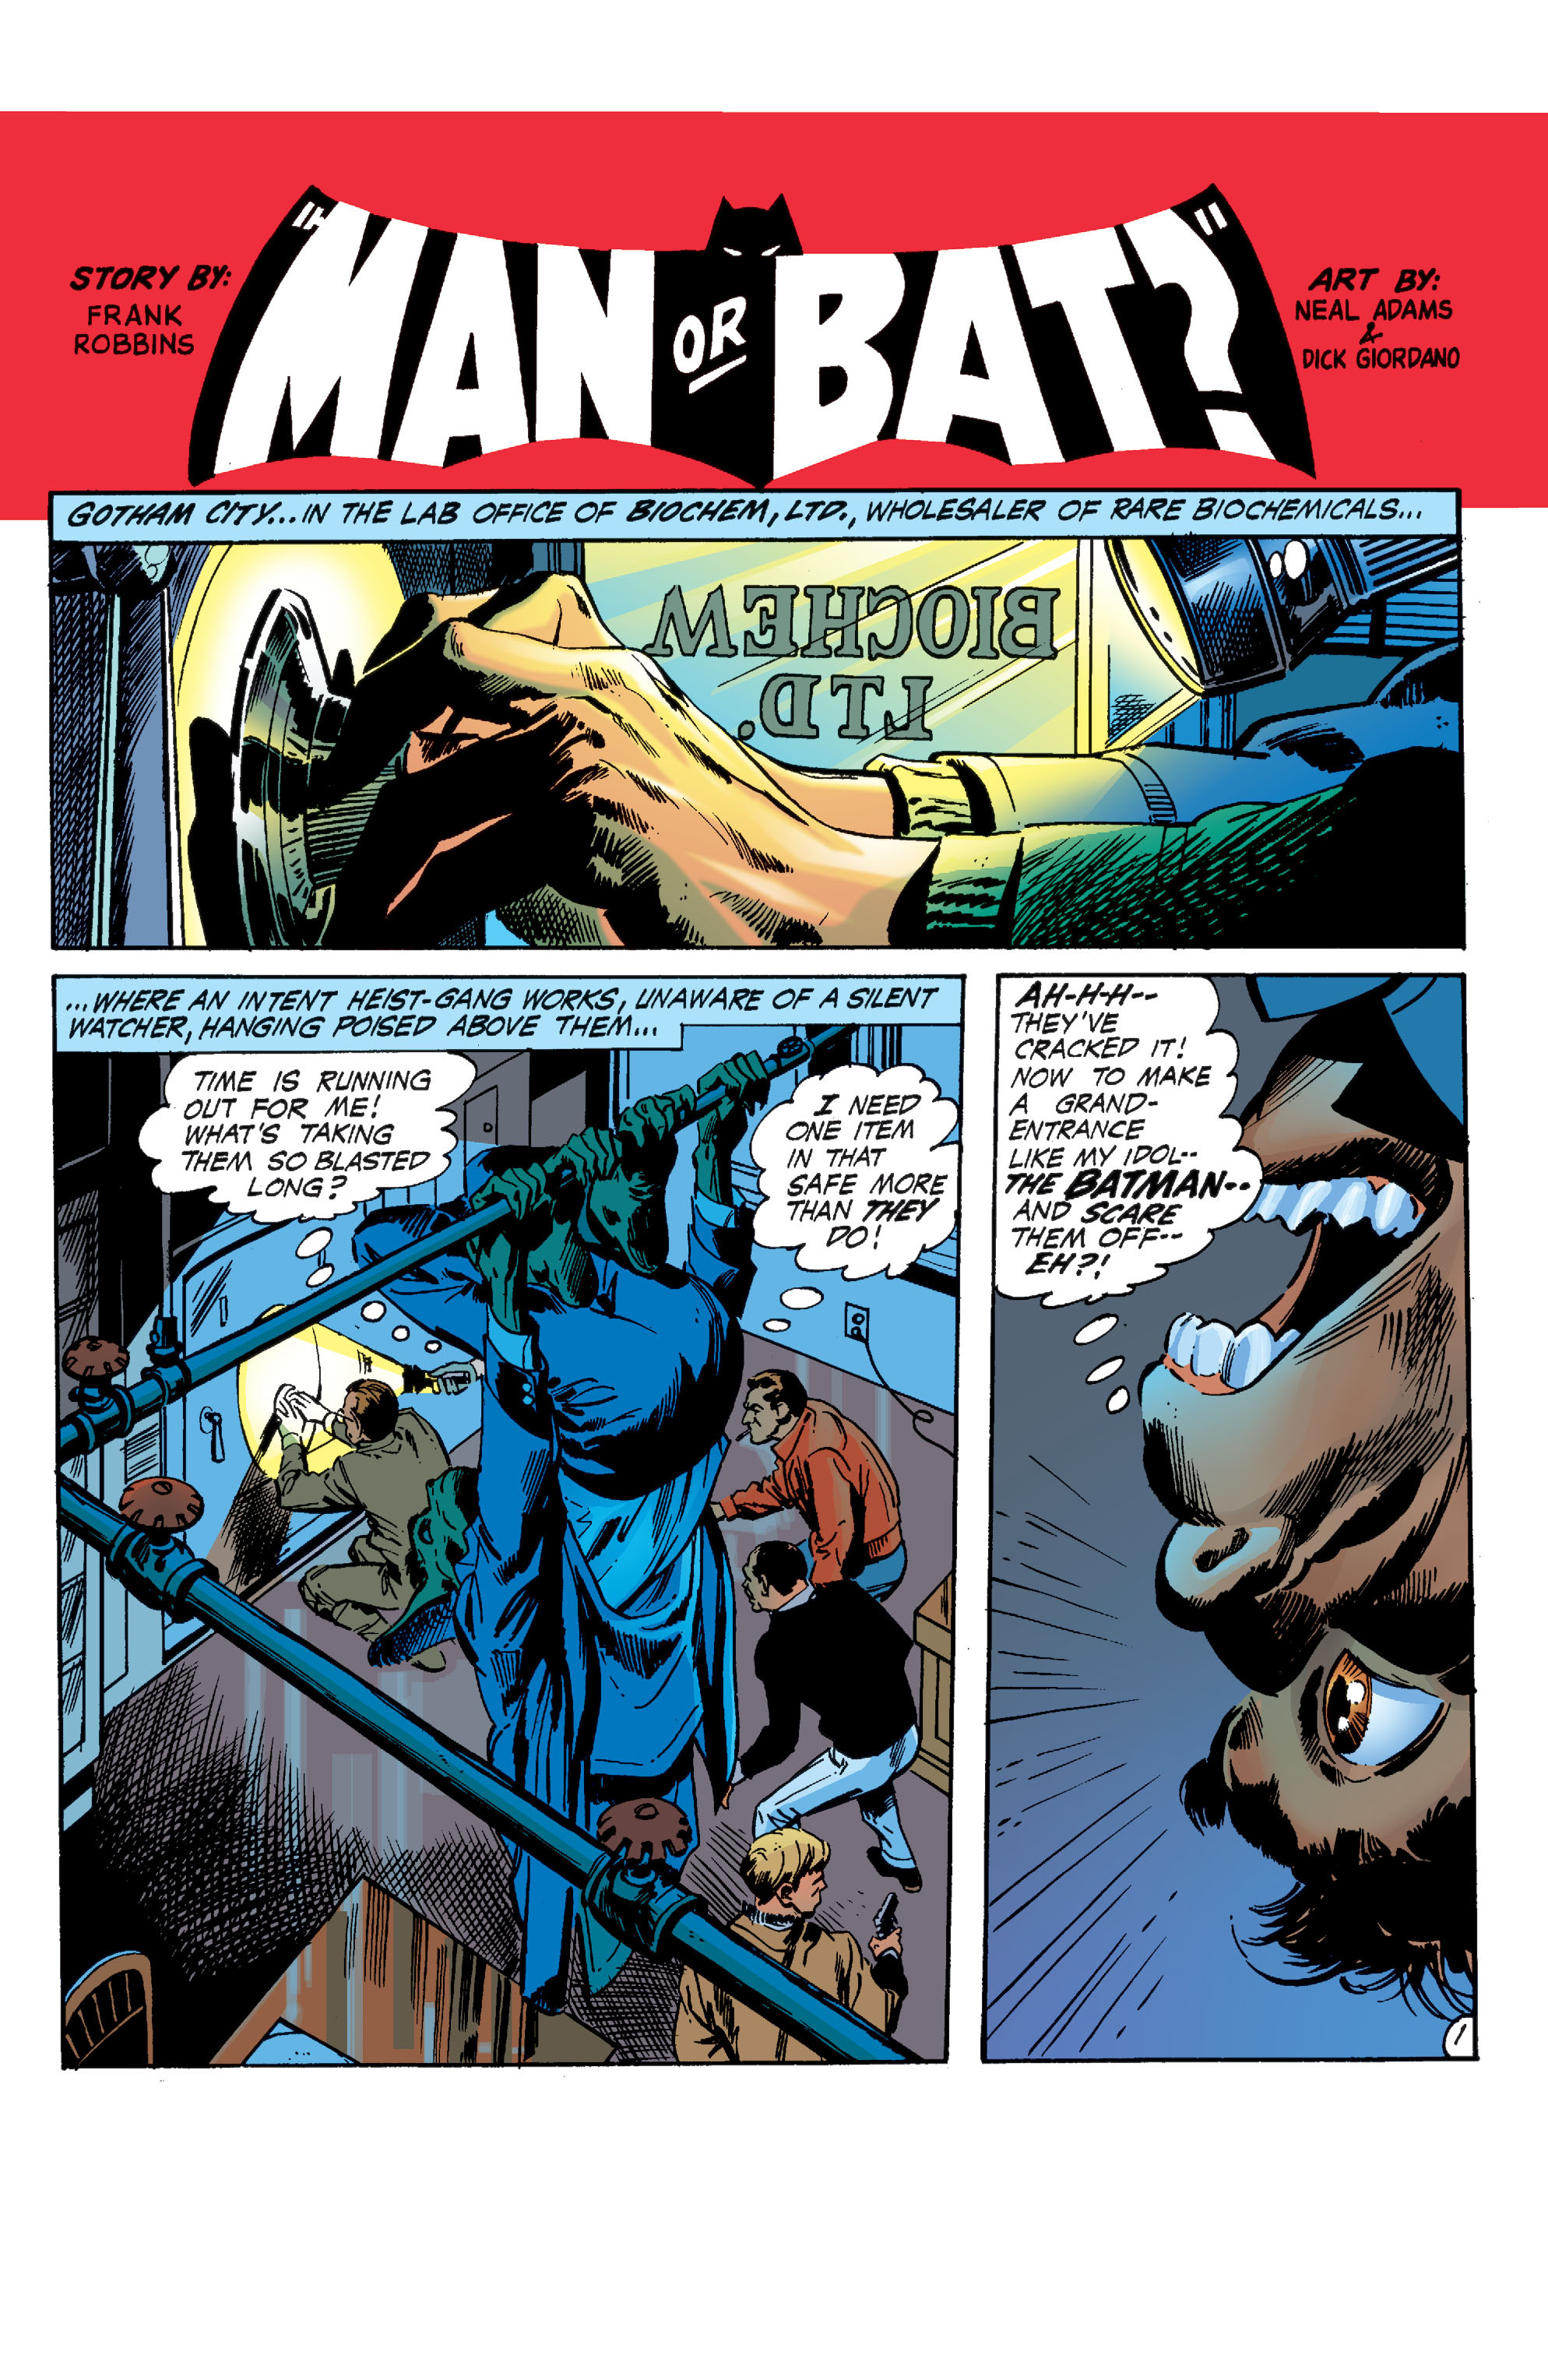 "MAN OR BAT?"
STORY BY:
FRANK
ROBBINS
ART BY:
NEAL ADAMS
&
DICK GIORDANO
GOTHAM CITY...IN THE LAB OFFICE OF BIOCHEM, LTD., WHOLESALER OF RARE BIOCHEMICALS...
BIOCHEM
LTD.
...WHERE AN INTENT HEIST-GANG WORKS, UNAWARE OF A SILENT
WATCHER, HANGING POISED ABOVE THEM...
TIME IS RUNNING
OUT FOR ME!
WHAT'S TAKING
THEM SO BLASTED
LONG?
I NEED
ONE ITEM
IN THAT
SAFE MORE
THAN THEY
DO!
AH-H-H--
THEY'VE
CRACKED IT!
NOW TO MAKE
A GRAND-
ENTRANCE
LIKE MY IDOL--
THE BATMAN--
AND SCARE
THEM OFF--
EH?!
1